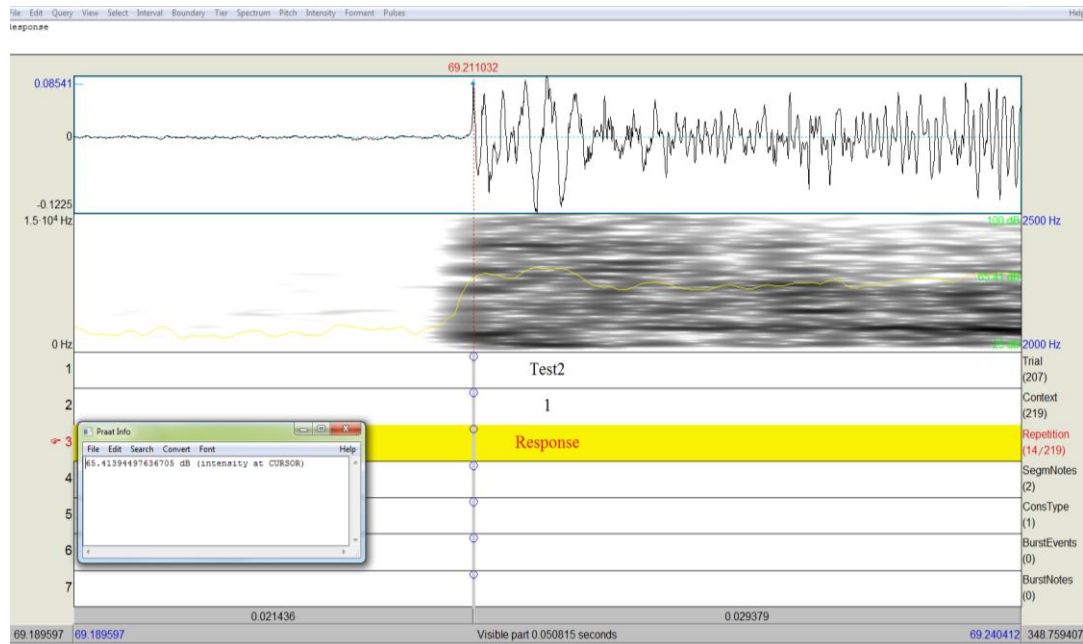 File Edit Query View Select Interval Boundary Tier Spectrum Pitch Intensity Formant Pulses Help
Response
69.211032
0.08541
0
-0.1225
1.5·10⁴ Hz
100 dB 2500 Hz
65.41 dB
0 Hz
2000 Hz
1 Test2 Trial (207)
2 1 Context (219)
3 Response Repetition (14/219)
Praat Info
File Edit Search Convert Font Help
65.41394497636705 dB (intensity at CURSOR)
4 SegmNotes (2)
5 ConsType (1)
6 BurstEvents (0)
7 BurstNotes (0)
0.021436 0.029379
69.189597 69.189597 Visible part 0.050815 seconds 69.240412 348.759407